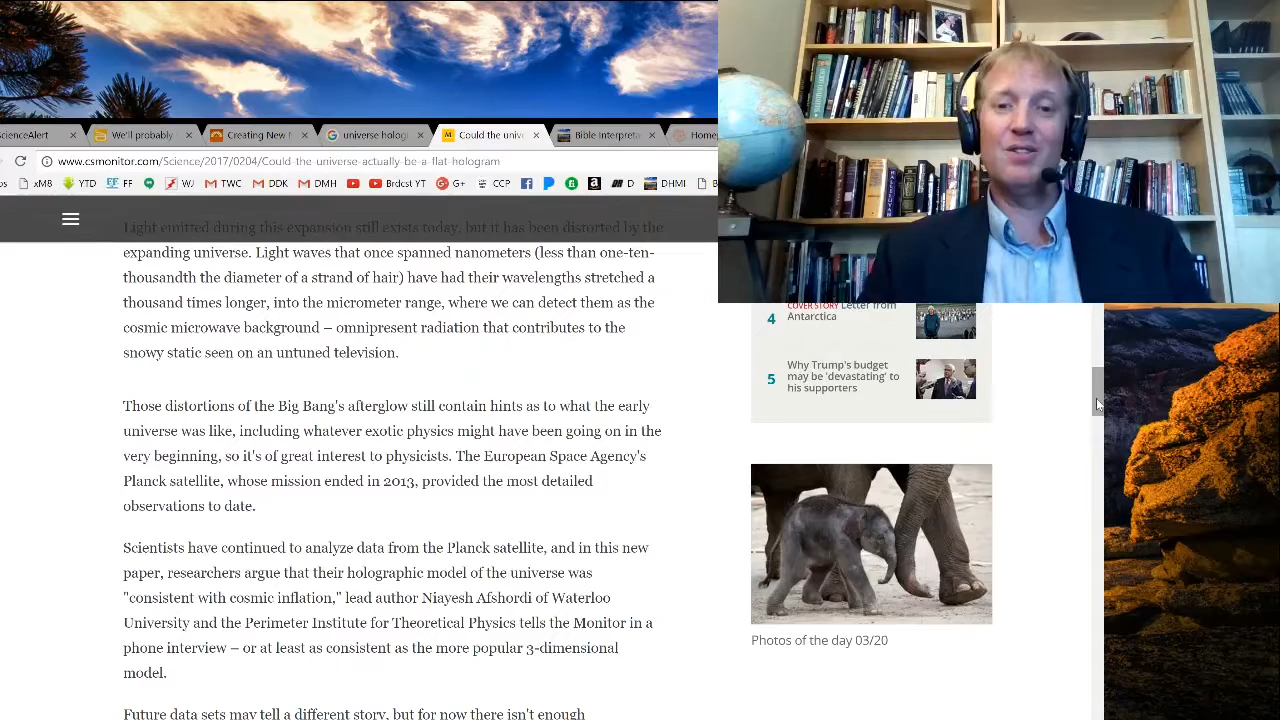 ScienceAlert
We'll probably
Creating New
universe holog
Could the unive
Bible Interpreta
Home
www.csmonitor.com/Science/2017/0204/Could-the-universe-actually-be-a-flat-hologram
xM8
YTD
FF
WJ
TWC
DDK
DMH
Brdcst YT
G+
CCP
D
DHMI
B
Light emitted during this expansion still exists today, but it has been distorted by the
expanding universe. Light waves that once spanned nanometers (less than one-ten-
thousandth the diameter of a strand of hair) have had their wavelengths stretched a
thousand times longer, into the micrometer range, where we can detect them as the
cosmic microwave background – omnipresent radiation that contributes to the
snowy static seen on an untuned television.
Those distortions of the Big Bang's afterglow still contain hints as to what the early
universe was like, including whatever exotic physics might have been going on in the
very beginning, so it's of great interest to physicists. The European Space Agency's
Planck satellite, whose mission ended in 2013, provided the most detailed
observations to date.
Scientists have continued to analyze data from the Planck satellite, and in this new
paper, researchers argue that their holographic model of the universe was
"consistent with cosmic inflation," lead author Niayesh Afshordi of Waterloo
University and the Perimeter Institute for Theoretical Physics tells the Monitor in a
phone interview – or at least as consistent as the more popular 3-dimensional
model.
Future data sets may tell a different story, but for now there isn't enough
4
COVER STORY Letter from
Antarctica
5
Why Trump's budget
may be 'devastating' to
his supporters
Photos of the day 03/20